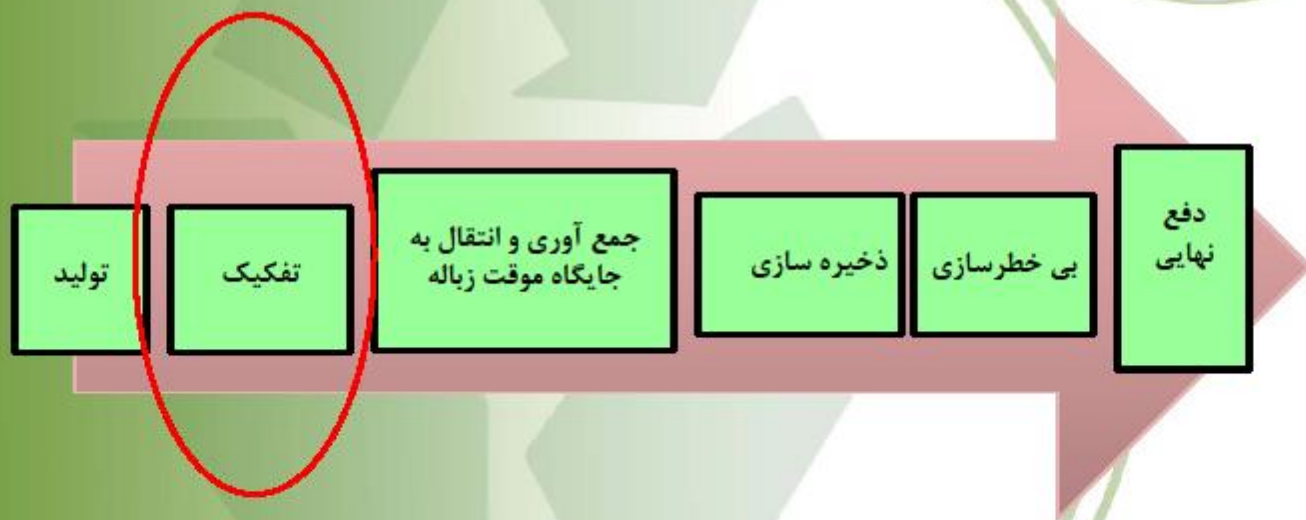 تولید
تفکیک
جمع آوری و انتقال به
جایگاه موقت زباله
ذخیره سازی
بی خطرسازی
دفع
نهایی